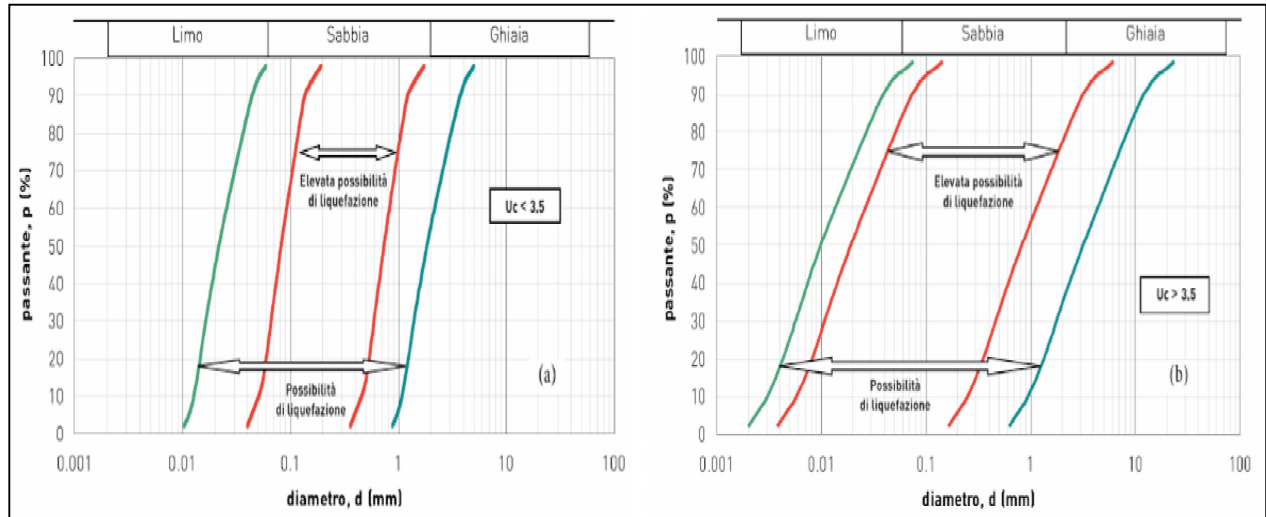 Limo Sabbia Ghiaia
100
90
80
70
60
50
40
30
20
10
0
passante, p (%)
Elevata possibilità
di liquefazione
Uc < 3,5
Possibilità
di liquefazione
(a)
0.001 0.01 0.1 1 10 100
diametro, d (mm)
Limo Sabbia Ghiaia
100
90
80
70
60
50
40
30
20
10
0
passante, p (%)
Elevata possibilità
di liquefazione
Uc > 3,5
Possibilità
di liquefazione
(b)
0.001 0.01 0.1 1 10 100
diametro, d (mm)